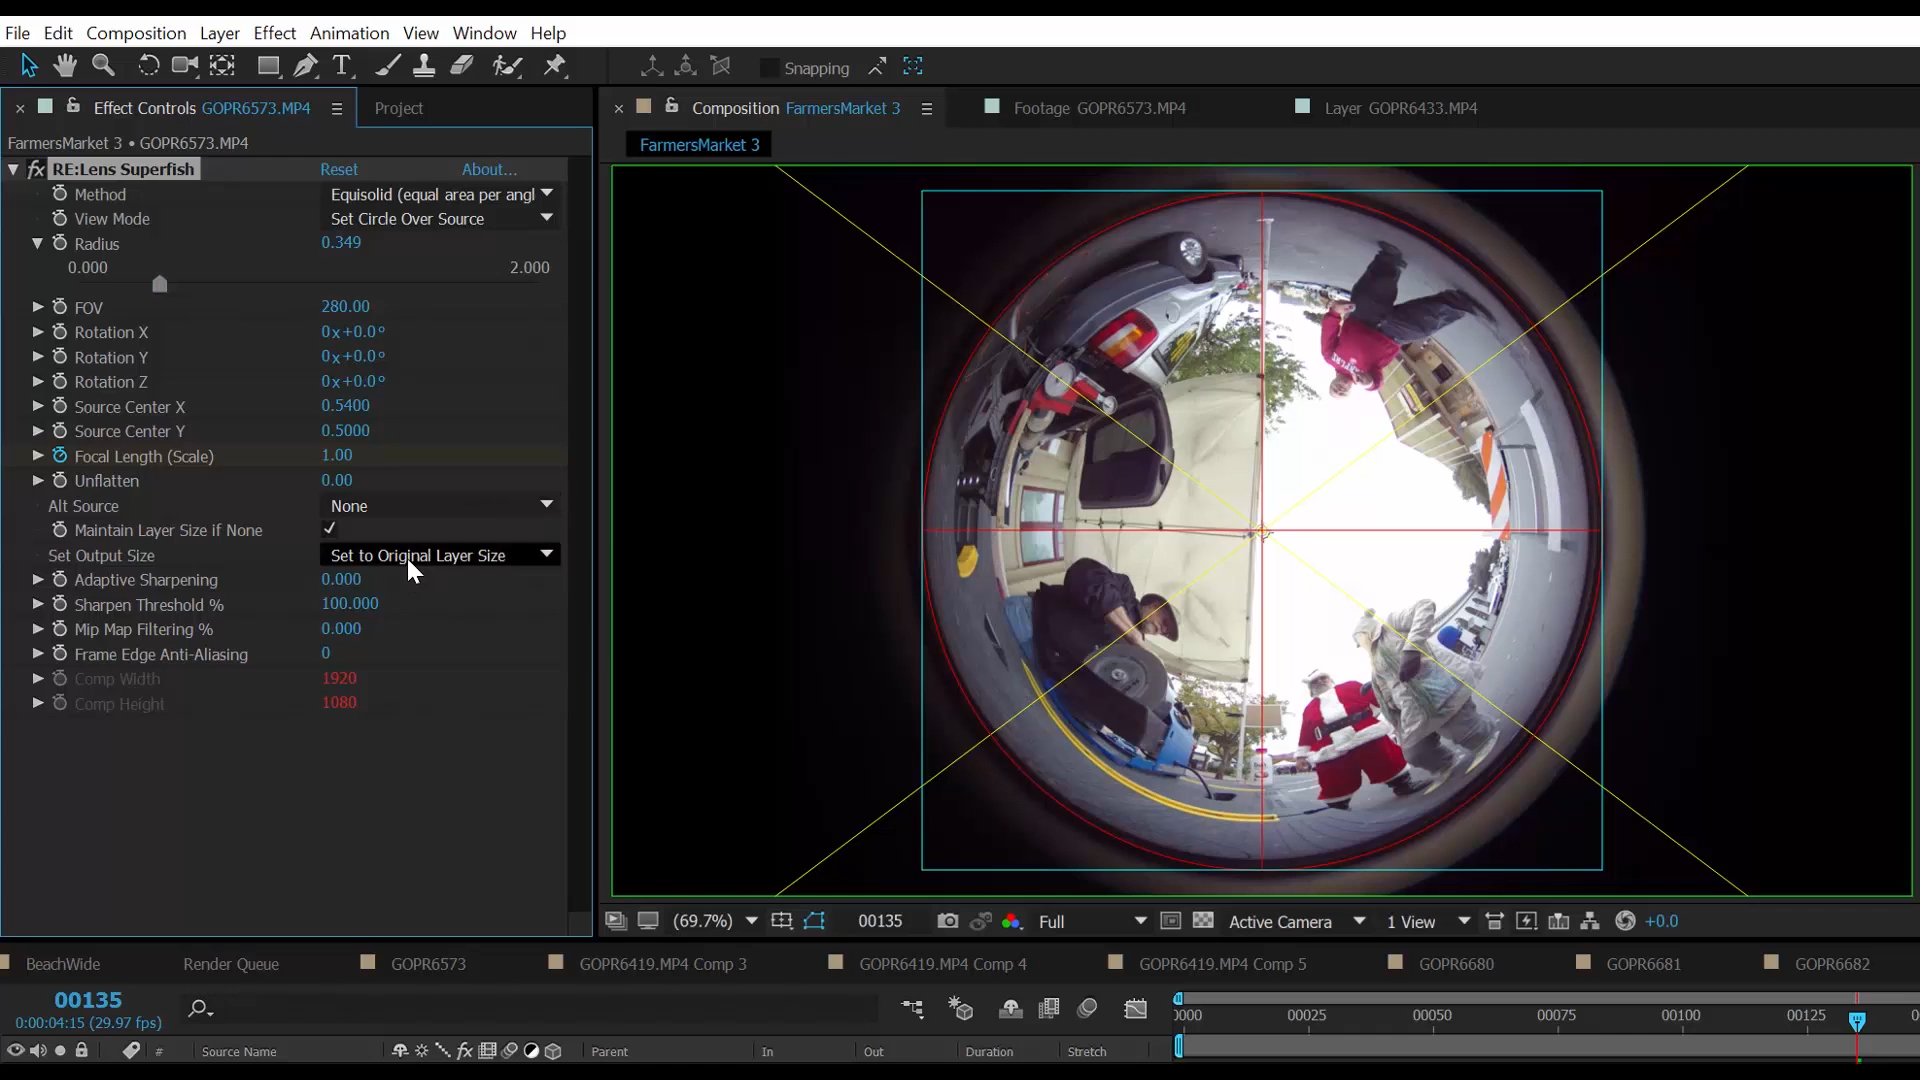 File Edit Composition Layer Effect Animation View Window Help
Snapping
Effect Controls GOPR6573.MP4 Project
FarmersMarket 3 • GOPR6573.MP4
RE:Lens Superfish Reset About...
Method Equisolid (equal area per angl
View Mode Set Circle Over Source
Radius 0.349
0.000 2.000
FOV 280.00
Rotation X 0x+0.0°
Rotation Y 0x+0.0°
Rotation Z 0x+0.0°
Source Center X 0.5400
Source Center Y 0.5000
Focal Length (Scale) 1.00
Unflatten 0.00
Alt Source None
Maintain Layer Size if None
Set Output Size Set to Original Layer Size
Adaptive Sharpening 0.000
Sharpen Threshold % 100.000
Mip Map Filtering % 0.000
Frame Edge Anti-Aliasing 0
Comp Width 1920
Comp Height 1080
Composition FarmersMarket 3 Footage GOPR6573.MP4 Layer GOPR6433.MP4
FarmersMarket 3
(69.7%) 00135 Full Active Camera 1 View +0.0
BeachWide Render Queue GOPR6573 GOPR6419.MP4 Comp 3 GOPR6419.MP4 Comp 4 GOPR6419.MP4 Comp 5 GOPR6680 GOPR6681 GOPR6682
00135
0:00:04:15 (29.97 fps)
0000 00025 00050 00075 00100 00125
# Source Name Parent In Out Duration Stretch